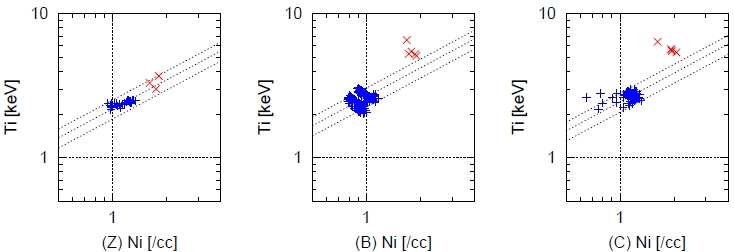 10
1
Ti [keV]
1
(Z) Ni [/cc]
10
1
Ti [keV]
1
(B) Ni [/cc]
10
1
Ti [keV]
1
(C) Ni [/cc]